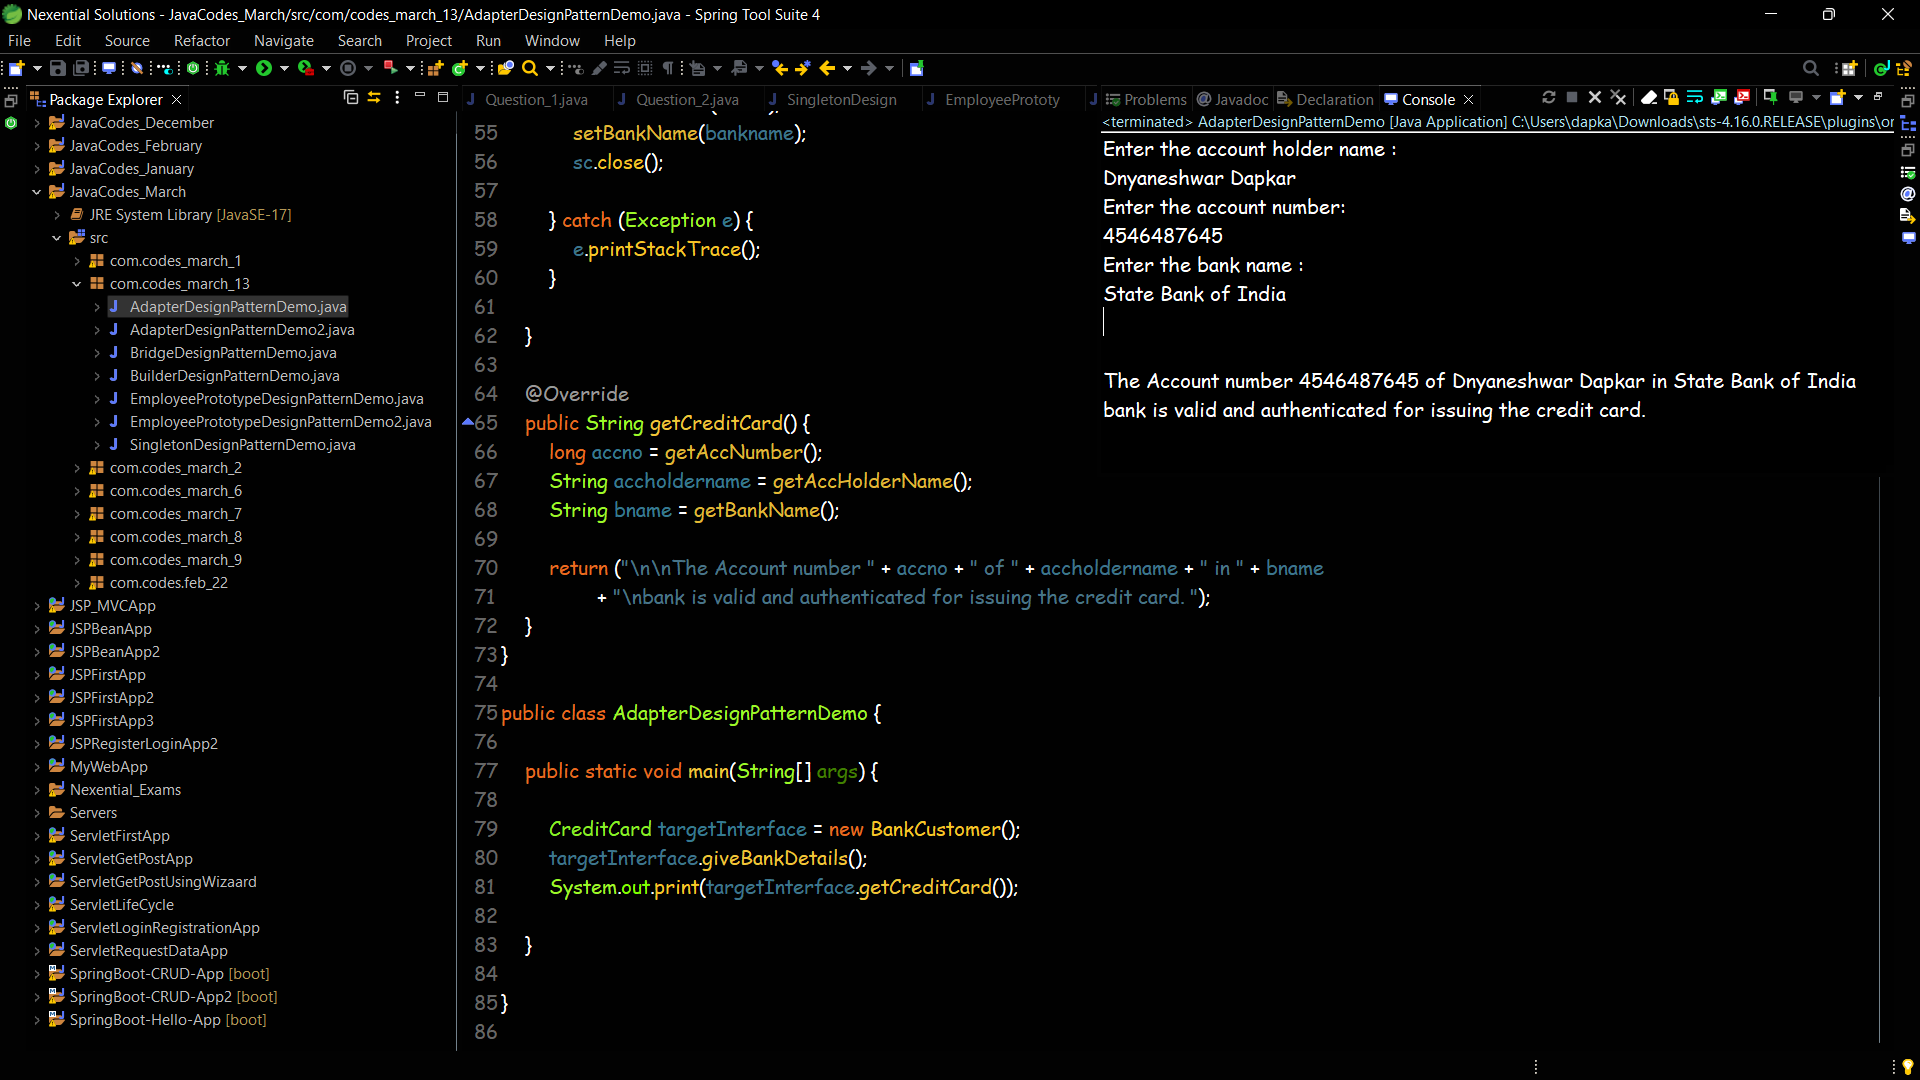 Nexential Solutions - JavaCodes_March/src/com/codes_march_13/AdapterDesignPatternDemo.java - Spring Tool Suite 4
File Edit Source Refactor Navigate Search Project Run Window Help
Package Explorer
JavaCodes_December
JavaCodes_February
JavaCodes_January
JavaCodes_March
JRE System Library [JavaSE-17]
src
com.codes_march_1
com.codes_march_13
AdapterDesignPatternDemo.java
AdapterDesignPatternDemo2.java
BridgeDesignPatternDemo.java
BuilderDesignPatternDemo.java
EmployeePrototypeDesignPatternDemo.java
EmployeePrototypeDesignPatternDemo2.java
SingletonDesignPatternDemo.java
com.codes_march_2
com.codes_march_6
com.codes_march_7
com.codes_march_8
com.codes_march_9
com.codes.feb_22
JSP_MVCApp
JSPBeanApp
JSPBeanApp2
JSPFirstApp
JSPFirstApp2
JSPFirstApp3
JSPRegisterLoginApp2
MyWebApp
Nexential_Exams
Servers
ServletFirstApp
ServletGetPostApp
ServletGetPostUsingWizaard
ServletLifeCycle
ServletLoginRegistrationApp
ServletRequestDataApp
SpringBoot-CRUD-App [boot]
SpringBoot-CRUD-App2 [boot]
SpringBoot-Hello-App [boot]
Question_1.java Question_2.java SingletonDesign EmployeePrototy
55 setBankName(bankname);
56 sc.close();
57
58 } catch (Exception e) {
59 e.printStackTrace();
60 }
61
62 }
63
64 @Override
65 public String getCreditCard() {
66 long accno = getAccNumber();
67 String accholdername = getAccHolderName();
68 String bname = getBankName();
69
70 return ("\n\nThe Account number " + accno + " of " + accholdername + " in " + bname
71 + "\nbank is valid and authenticated for issuing the credit card. ");
72 }
73 }
74
75 public class AdapterDesignPatternDemo {
76
77 public static void main(String[] args) {
78
79 CreditCard targetInterface = new BankCustomer();
80 targetInterface.giveBankDetails();
81 System.out.print(targetInterface.getCreditCard());
82
83 }
84
85 }
86
Problems Javadoc Declaration Console
<terminated> AdapterDesignPatternDemo [Java Application] C:\Users\dapka\Downloads\sts-4.16.0.RELEASE\plugins\or
Enter the account holder name :
Dnyaneshwar Dapkar
Enter the account number:
4546487645
Enter the bank name :
State Bank of India
The Account number 4546487645 of Dnyaneshwar Dapkar in State Bank of India
bank is valid and authenticated for issuing the credit card.